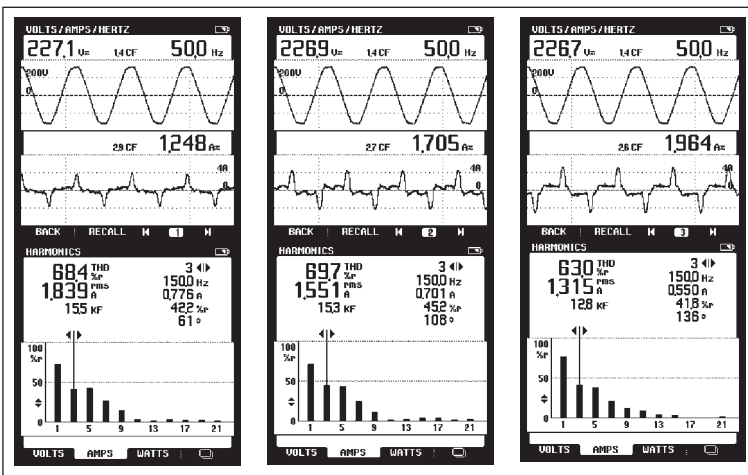 VOLTS/AMPS/HERTZ
227,1 V≂ 1,4 CF 50,0 Hz
200V
0
2,9 CF 1,248 A≂
4A
0
BACK RECALL 1
HARMONICS
68,4 THD %r 3
1,839 rms A 150,0 Hz
0,776 A
15,5 KF 42,2 %r
61°
100
%r
50
0
1 5 9 13 17 21
VOLTS AMPS WATTS
VOLTS/AMPS/HERTZ
226,9 V≂ 1,4 CF 50,0 Hz
200V
0
2,7 CF 1,705 A≂
4A
0
BACK RECALL 2
HARMONICS
69,7 THD %r 3
1,551 rms A 150,0 Hz
0,701 A
15,3 KF 45,2 %r
108°
100
%r
50
0
1 5 9 13 17 21
VOLTS AMPS WATTS
VOLTS/AMPS/HERTZ
226,7 V≂ 1,4 CF 50,0 Hz
200V
0
2,6 CF 1,964 A≂
4A
0
BACK RECALL 3
HARMONICS
63,0 THD %r 3
1,315 rms A 150,0 Hz
0,550 A
12,8 KF 41,8 %r
136°
100
%r
50
0
1 5 9 13 17 21
VOLTS AMPS WATTS